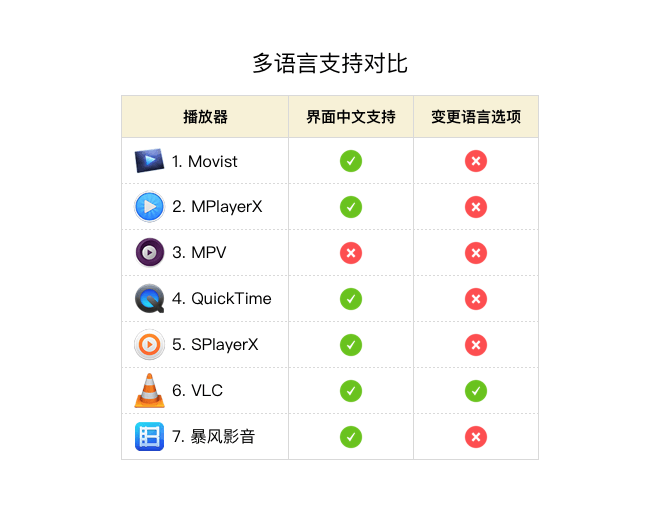 多语言支持对比
播放器 界面中文支持 变更语言选项
1. Movist
2. MPlayerX
3. MPV
4. QuickTime
5. SPlayerX
6. VLC
7. 暴风影音